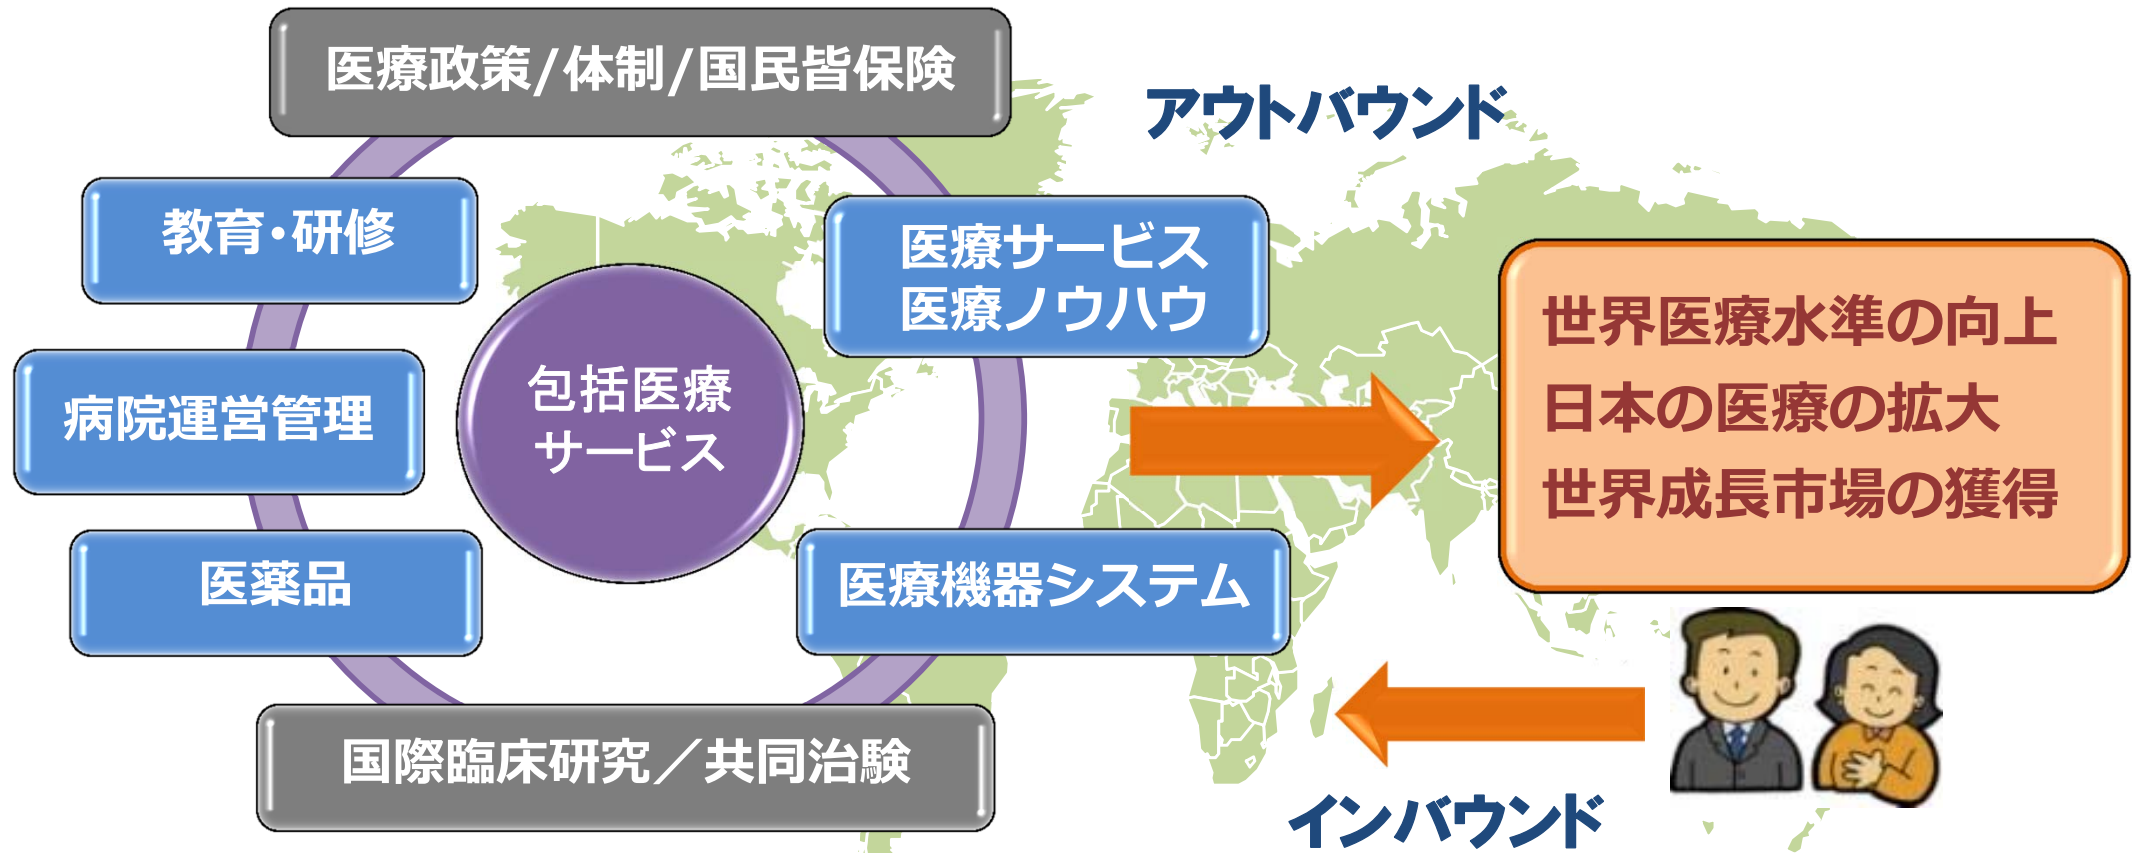 医療政策/体制/国民皆保険
アウトバウンド
教育・研修
医療サービス
医療ノウハウ
世界医療水準の向上
日本の医療の拡大
世界成長市場の獲得
包括医療
サービス
病院運営管理
医薬品
医療機器システム
国際臨床研究／共同治験
インバウンド